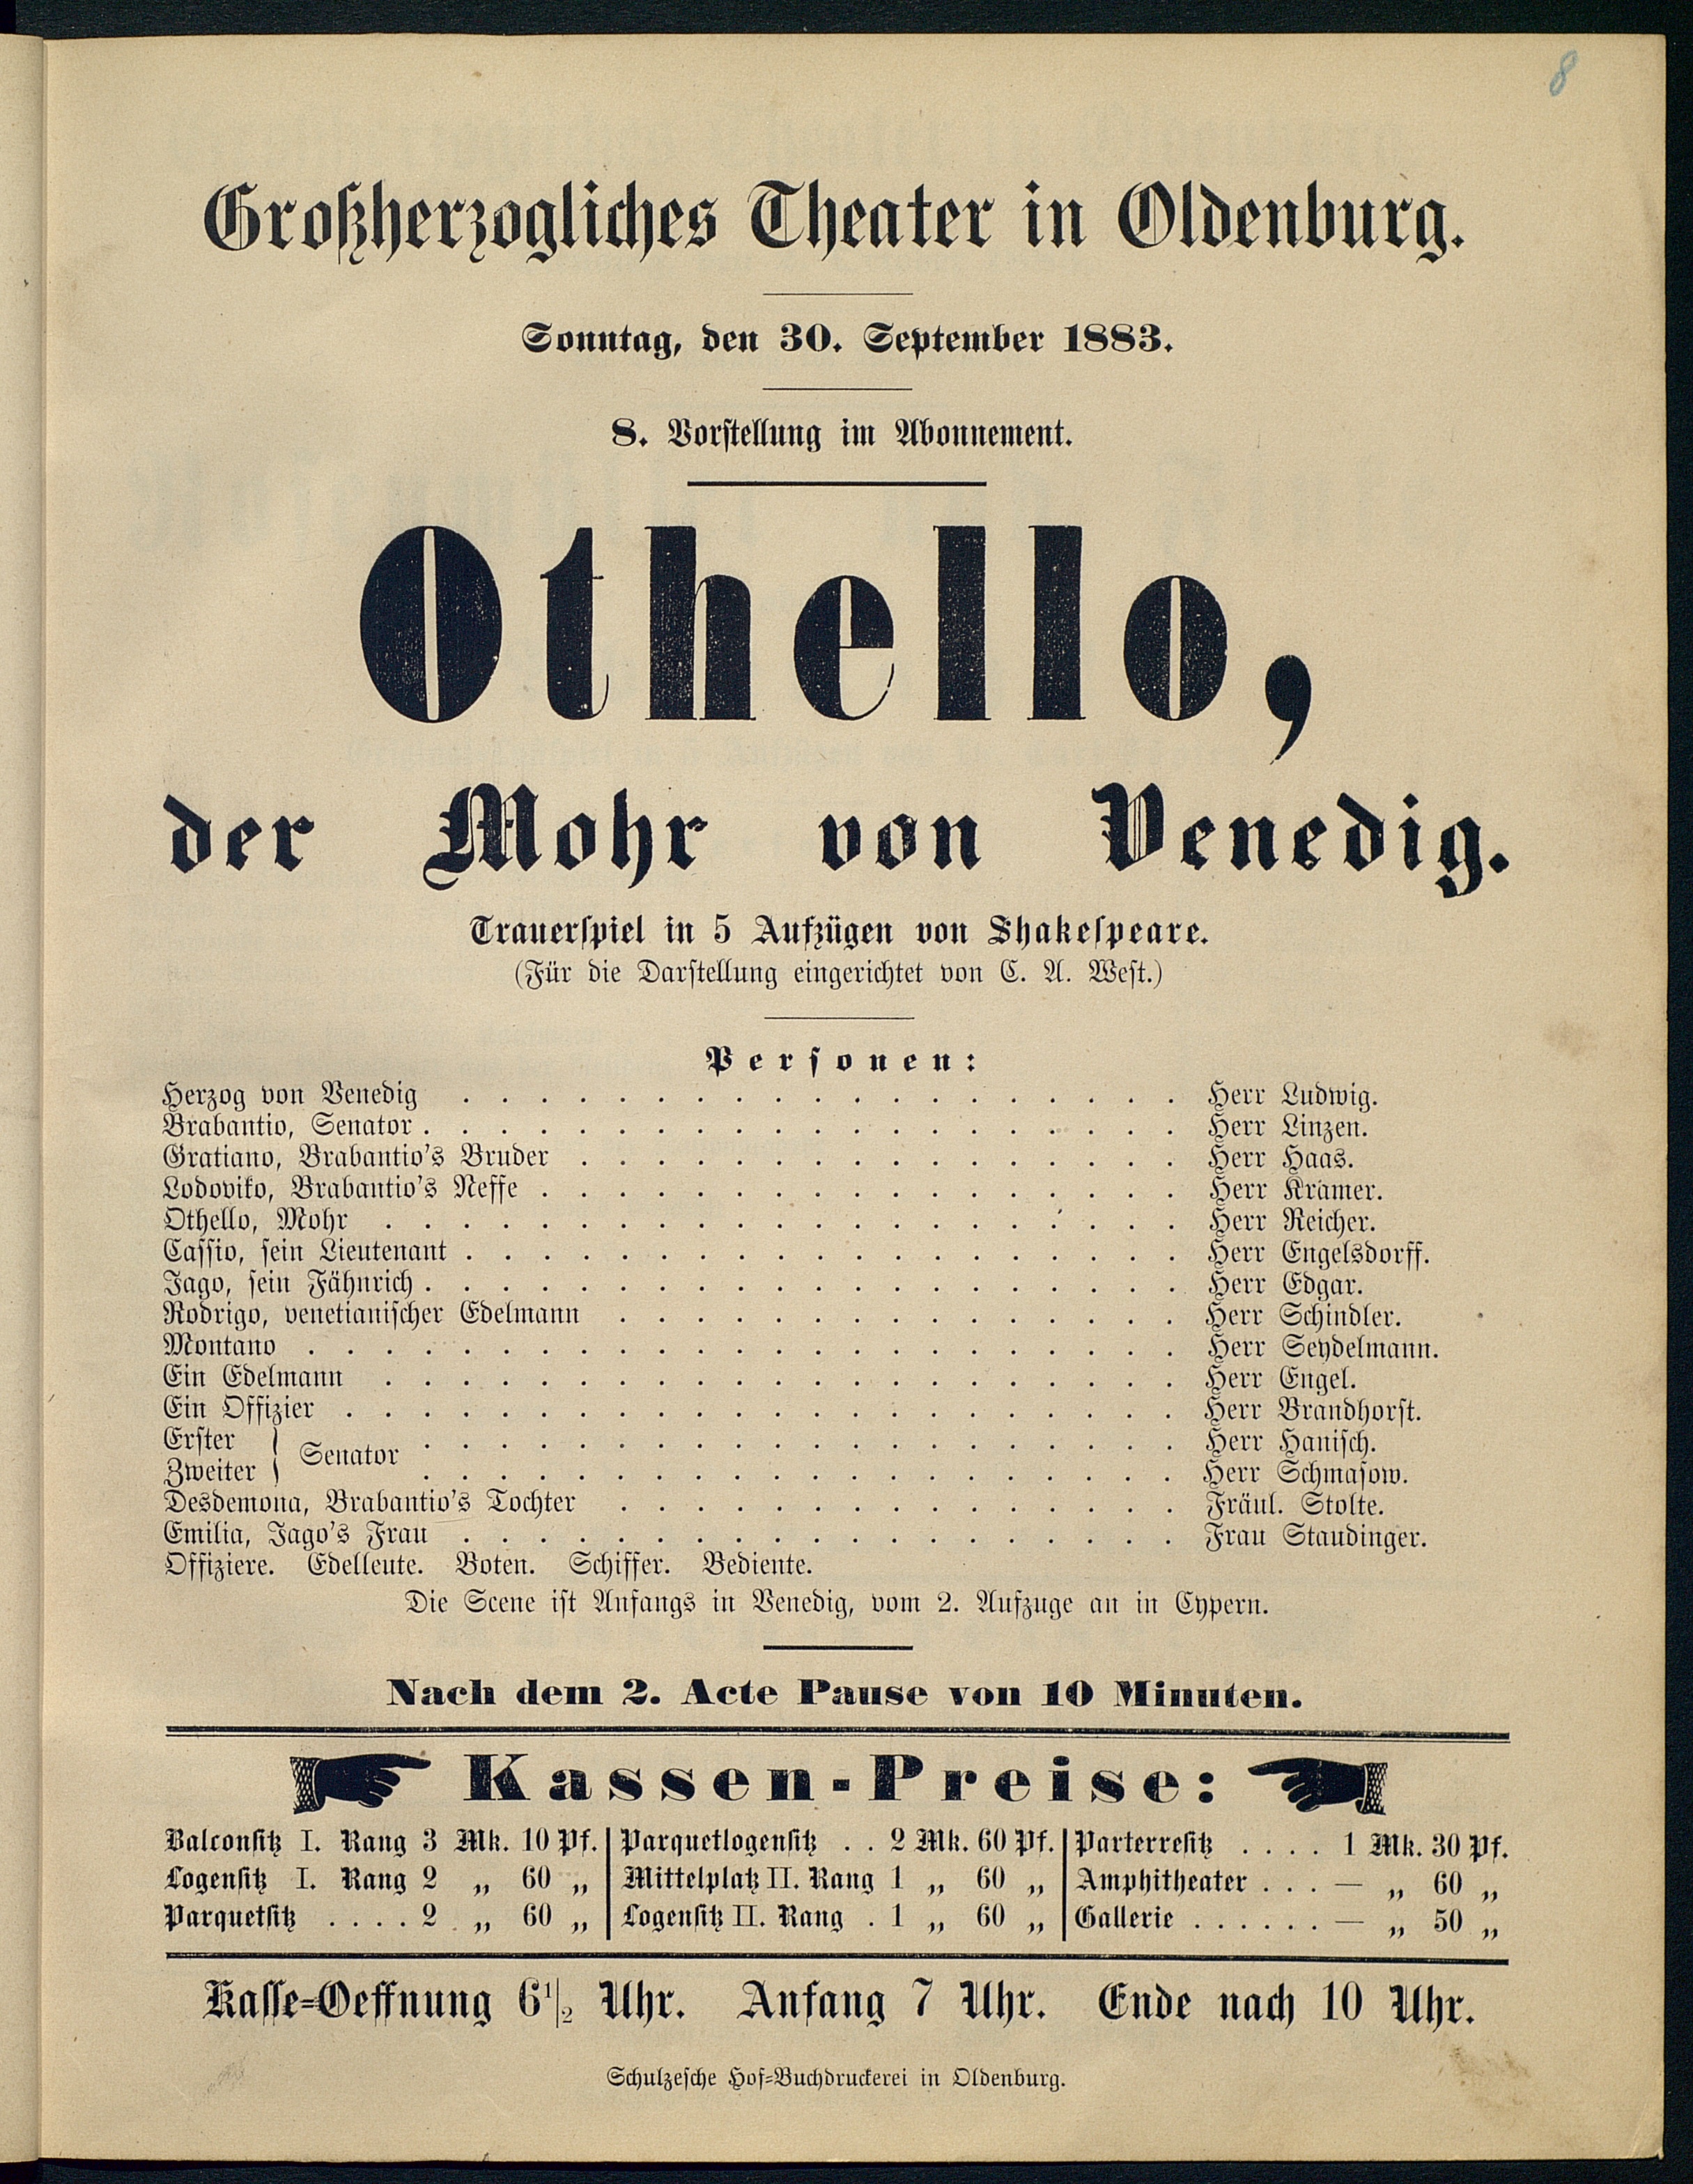 8
Großherzogliches Theater in Oldenburg.
Sonntag, den 30. September 1883.
8. Vorstellung im Abonnement.
Othello,
der Mohr von Venedig.
Trauerspiel in 5 Aufzügen von Shakespeare.
(Für die Darstellung eingerichtet von C. A. West.)
Personen:
Herzog von Venedig . . . . . . . . . . . . . . . . . . . Herr Ludwig.
Brabantio, Senator . . . . . . . . . . . . . . . . . . . . Herr Linzen.
Gratiano, Brabantio's Bruder . . . . . . . . . . . . . . . . Herr Haas.
Lodoviko, Brabantio's Neffe . . . . . . . . . . . . . . . . . Herr Kramer.
Othello, Mohr . . . . . . . . . . . . . . . . . . . . . Herr Reicher.
Cassio, sein Lieutenant . . . . . . . . . . . . . . . . . . . Herr Engelsdorff.
Jago, sein Fähnrich . . . . . . . . . . . . . . . . . . . . Herr Edgar.
Rodrigo, venetianischer Edelmann . . . . . . . . . . . . . . . Herr Schindler.
Montano . . . . . . . . . . . . . . . . . . . . . . . Herr Seydelmann.
Ein Edelmann . . . . . . . . . . . . . . . . . . . . . Herr Engel.
Ein Offizier . . . . . . . . . . . . . . . . . . . . . . Herr Brandhorst.
Erster } Senator . . . . . . . . . . . . . . . . . . . . Herr Hanisch.
Zweiter } . . . . . . . . . . . . . . . . . . . . Herr Schmasow.
Desdemona, Brabantio's Tochter . . . . . . . . . . . . . . . Fräul. Stolte.
Emilia, Jago's Frau . . . . . . . . . . . . . . . . . . . Frau Staudinger.
Offiziere. Edelleute. Boten. Schiffer. Bediente.
Die Scene ist Anfangs in Venedig, vom 2. Aufzuge an in Cypern.
Nach dem 2. Acte Pause von 10 Minuten.
Kassen-Preise:
Balconsitz I. Rang 3 Mk. 10 Pf. | Parquetlogensitz . . 2 Mk. 60 Pf. | Parterresitz . . . . 1 Mk. 30 Pf.
Logensitz I. Rang 2 „ 60 „ | Mittelplatz II. Rang 1 „ 60 „ | Amphitheater . . . — „ 60 „
Parquetsitz . . . . 2 „ 60 „ | Logensitz II. Rang . 1 „ 60 „ | Gallerie . . . . . . — „ 50 „
Kasse-Oeffnung 6½ Uhr. Anfang 7 Uhr. Ende nach 10 Uhr.
Schulzesche Hof-Buchdruckerei in Oldenburg.